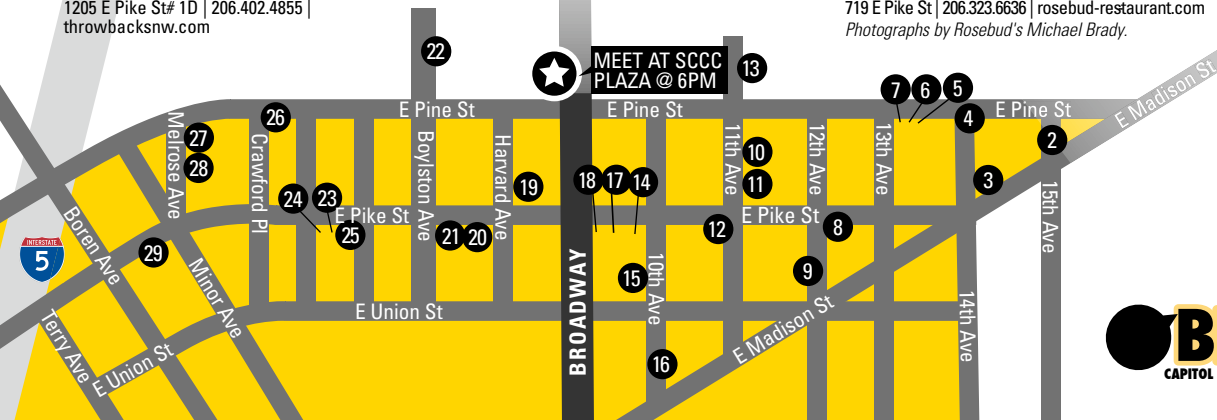 1205 E Pike St# 1D | 206.402.4855 |
throwbacksnw.com
719 E Pike St | 206.323.6636 | rosebud-restaurant.com
Photographs by Rosebud's Michael Brady.
MEET AT SCCC
PLAZA @ 6PM
22
13
E Pine St
E Pine St
E Pine St
E Madison St
7
6
5
4
2
3
26
27
28
Melrose Ave
Crawford Pl
Boylston Ave
Harvard Ave
11th Ave
12th Ave
13th Ave
15th Ave
10
11
19
18
17
14
24
23
25
E Pike St
E Pike St
21
20
12
8
9
15
16
29
INTERSTATE
5
Boren Ave
Minor Ave
Terry Ave
E Union St
E Union St
BROADWAY
10th Ave
E Madison St
14th Ave
B
CAPITOL